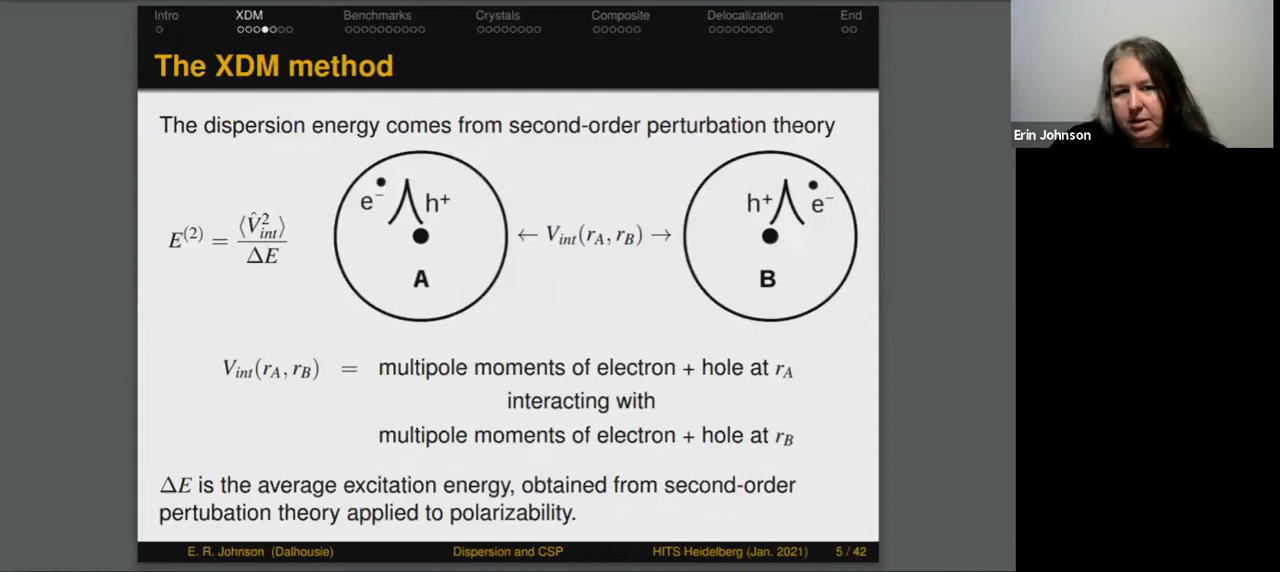 Intro XDM Benchmarks Crystals Composite Delocalization End
The XDM method
The dispersion energy comes from second-order perturbation theory
E^(2) = ⟨V̂²_int⟩ / ΔE
e⁻ h⁺
← V_int(r_A, r_B) →
h⁺ e⁻
A
B
V_int(r_A, r_B) = multipole moments of electron + hole at r_A
interacting with
multipole moments of electron + hole at r_B
ΔE is the average excitation energy, obtained from second-order
pertubation theory applied to polarizability.
E. R. Johnson (Dalhousie) Dispersion and CSP HITS Heidelberg (Jan. 2021) 5 / 42
Erin Johnson